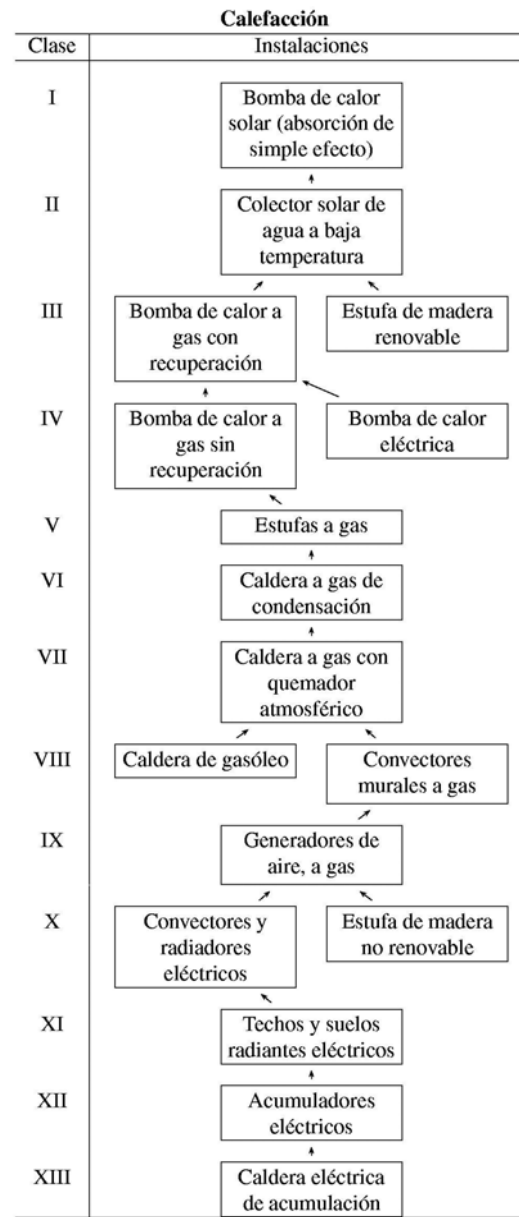 Calefacción
Clase Instalaciones
I
Bomba de calor
solar (absorción de
simple efecto)
II
Colector solar de
agua a baja
temperatura
III
Bomba de calor a
gas con
recuperación
Estufa de madera
renovable
IV
Bomba de calor a
gas sin
recuperación
Bomba de calor
eléctrica
V
Estufas a gas
VI
Caldera a gas de
condensación
VII
Caldera a gas con
quemador
atmosférico
VIII
Caldera de gasóleo
Convectores
murales a gas
IX
Generadores de
aire, a gas
X
Convectores y
radiadores
eléctricos
Estufa de madera
no renovable
XI
Techos y suelos
radiantes eléctricos
XII
Acumuladores
eléctricos
XIII
Caldera eléctrica
de acumulación